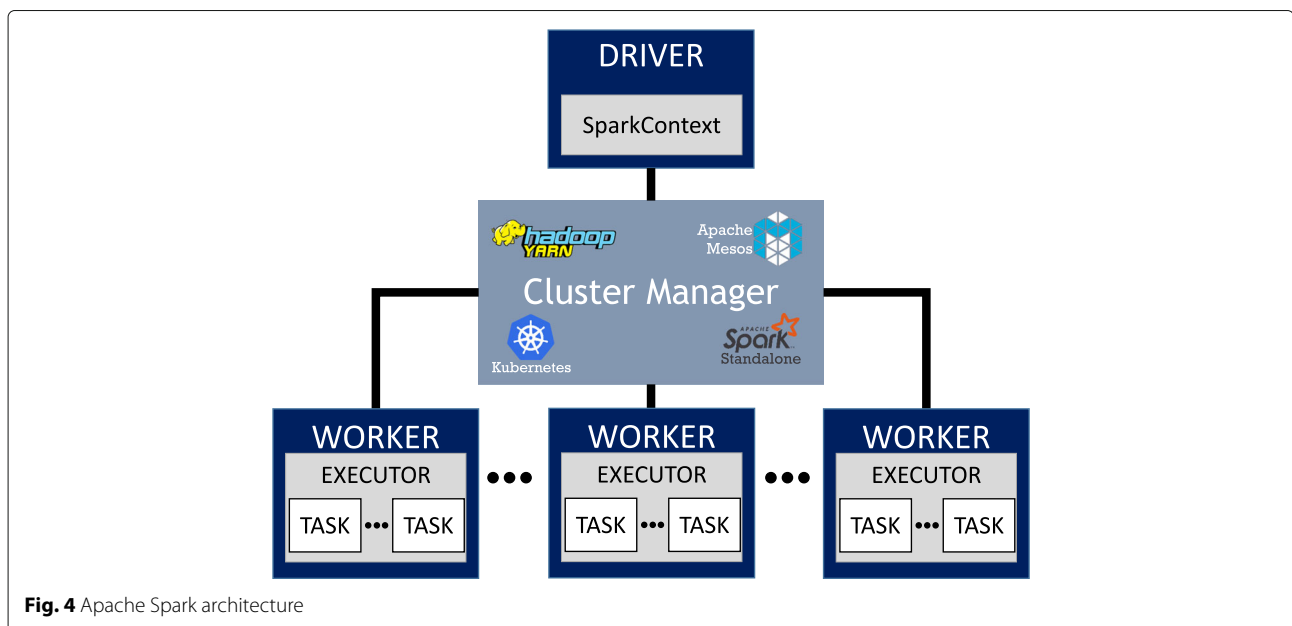 DRIVER
SparkContext
hadoop
YARN
Apache
Mesos
Cluster Manager
Kubernetes
APACHE
Spark
Standalone
WORKER
EXECUTOR
TASK ••• TASK
•••
WORKER
EXECUTOR
TASK ••• TASK
•••
WORKER
EXECUTOR
TASK ••• TASK
Fig. 4 Apache Spark architecture